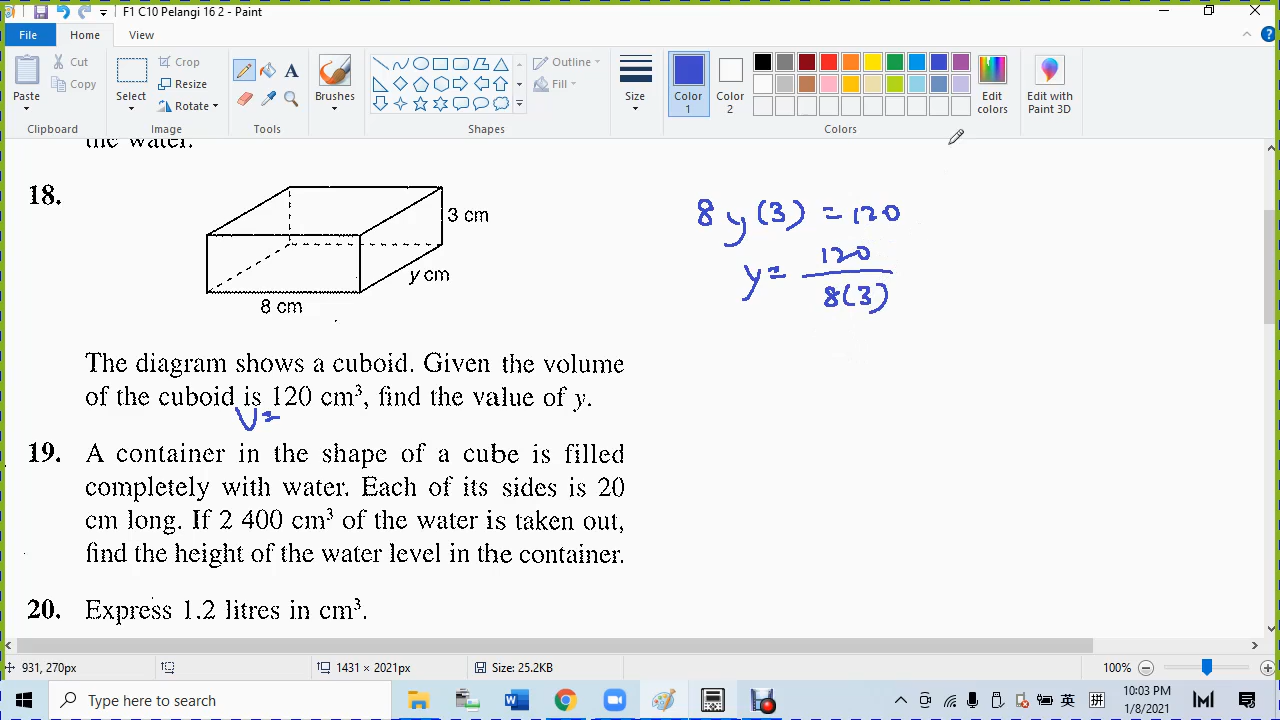 F1 C10 Pelangi 16 2 - Paint
File Home View
Paste Cut Copy
Clipboard
Select Crop Resize Rotate
Image
Tools
Brushes
Outline Fill
Shapes
Size
Color 1 Color 2
Edit colors
Colors
Edit with Paint 3D
the water.
18.
3 cm
y cm
8 cm
The diagram shows a cuboid. Given the volume
of the cuboid is 120 cm³, find the value of y.
V=
8 y (3) = 120
y = 120
8(3)
19. A container in the shape of a cube is filled
completely with water. Each of its sides is 20
cm long. If 2 400 cm³ of the water is taken out,
find the height of the water level in the container.
20. Express 1.2 litres in cm³.
931, 270px 1431 × 2021px Size: 25.2KB 100%
Type here to search
英 拼 10:03 PM
1/8/2021